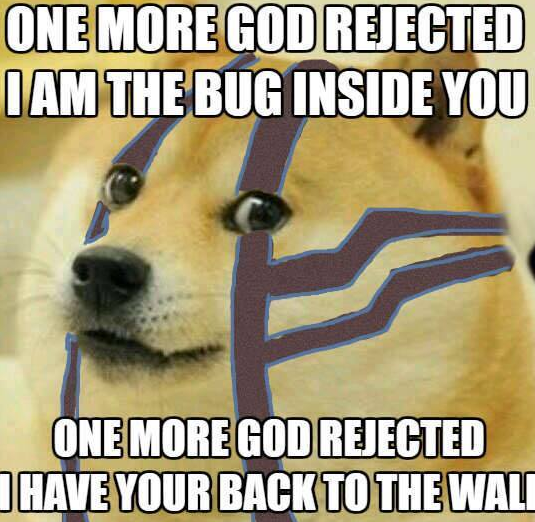 ONE MORE GOD REJECTED
I AM THE BUG INSIDE YOU
ONE MORE GOD REJECTED
I HAVE YOUR BACK TO THE WALL